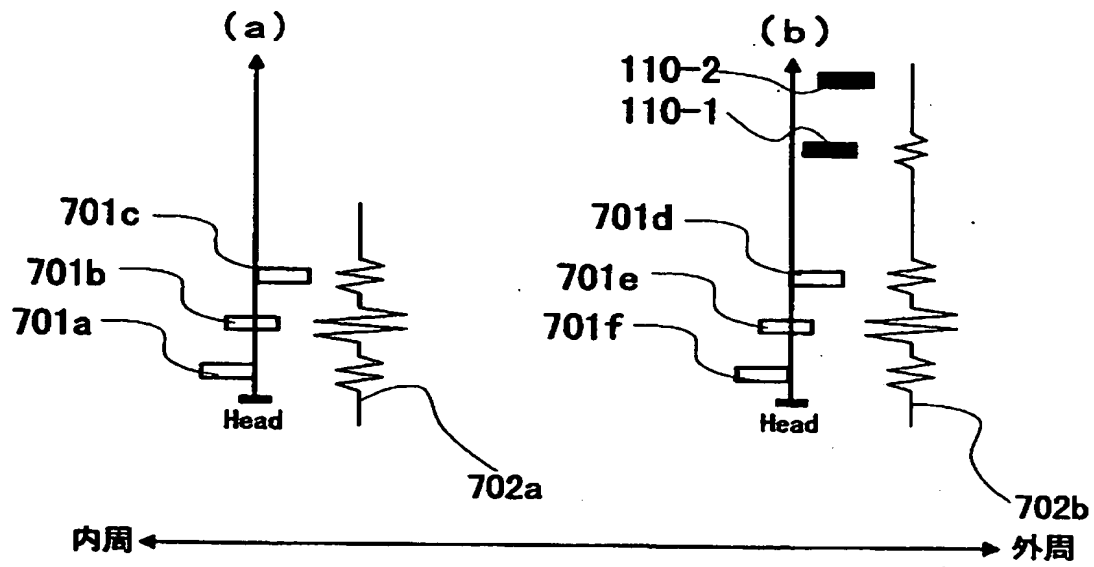 (a)
(b)
110-2
110-1
701c
701b
701a
701d
701e
701f
Head
Head
702a
702b
内周
外周